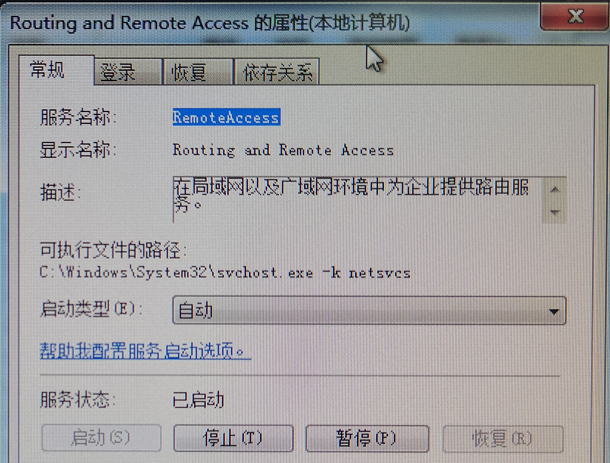 Routing and Remote Access 的属性(本地计算机)
常规 登录 恢复 依存关系
服务名称: RemoteAccess
显示名称: Routing and Remote Access
描述: 在局域网以及广域网环境中为企业提供路由服
务。
可执行文件的路径:
C:\Windows\System32\svchost.exe -k netsvcs
启动类型(E): 自动
帮助我配置服务启动选项。
服务状态: 已启动
启动(S) 停止(T) 暂停(P) 恢复(R)